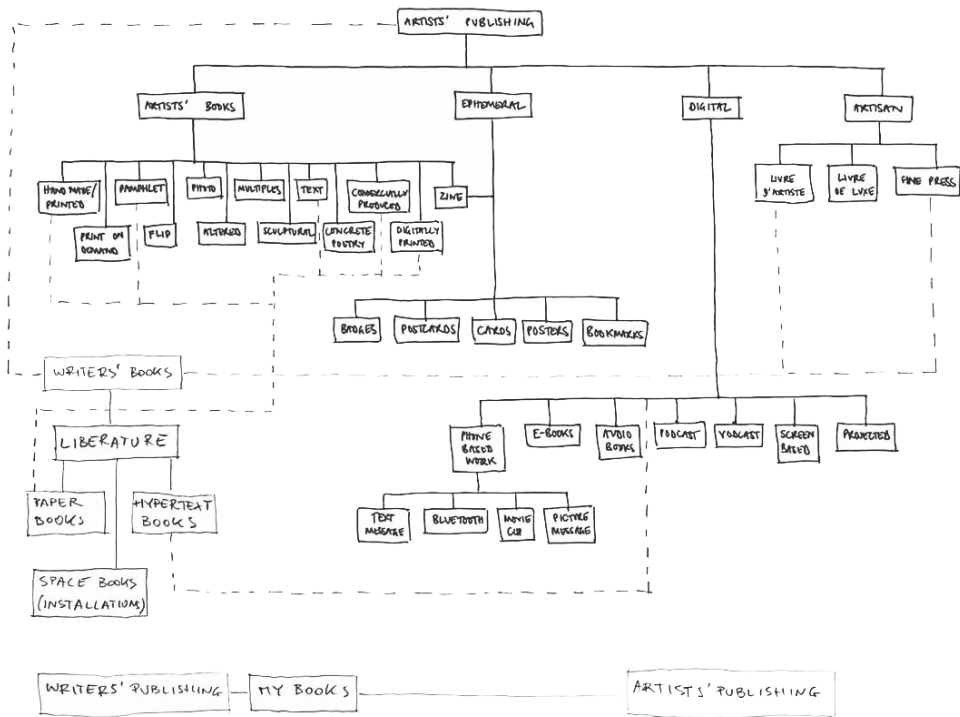 ARTISTS' PUBLISHING
ARTISTS' BOOKS
EPHEMERAL
DIGITAL
ARTISAN
HAND MADE/
PRINTED
PAMPHLET
PHOTO
MULTIPLES
TEXT
COMERCIALLY
PRODUCED
ZINE
LIVRE
D'ARTISTE
LIVRE
DE LUXE
FINE PRESS
PRINT ON
DEMAND
FLIP
ALTERED
SCULPTURAL
CONCRETE
POETRY
DIGITALLY
PRINTED
BADGES
POSTCARDS
CARDS
POSTERS
BOOKMARKS
WRITERS' BOOKS
LIBERATURE
PHONE
BASED
WORK
E-BOOKS
AUDIO
BOOKS
PODCAST
VODCAST
SCREEN
BASED
PROJECTED
PAPER
BOOKS
HYPERTEXT
BOOKS
TEXT
MESSAGE
BLUETOOTH
MOVIE
CLIP
PICTURE
MESSAGE
SPACE BOOKS
(INSTALLATIONS)
WRITERS' PUBLISHING
MY BOOKS
ARTISTS' PUBLISHING